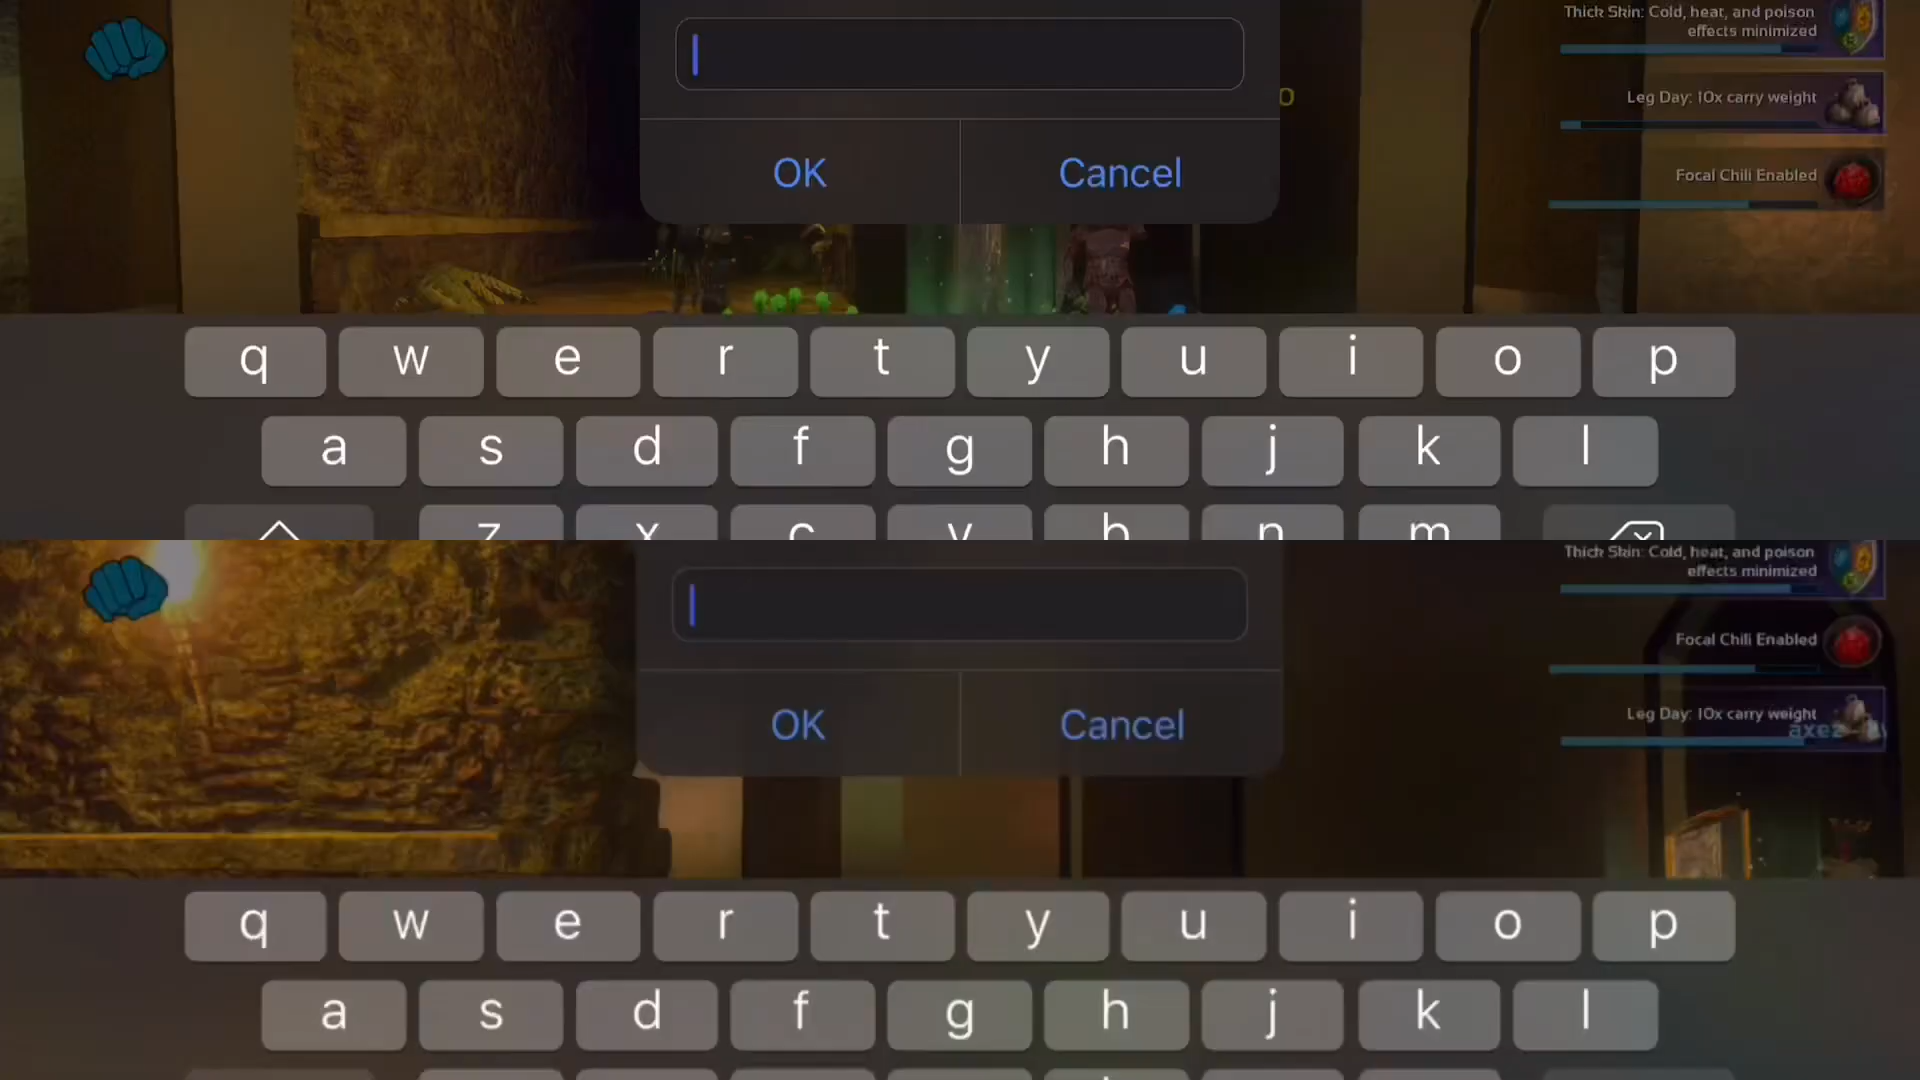 Thick Skin: Cold, heat, and poison
effects minimized
Leg Day: 10x carry weight
o
OK Cancel
Focal Chili Enabled
q w e r t y u i o p
a s d f g h j k l
z x c v b n m
Thick Skin: Cold, heat, and poison
effects minimized
Focal Chili Enabled
Leg Day: 10x carry weight
axez
OK Cancel
q w e r t y u i o p
a s d f g h j k l